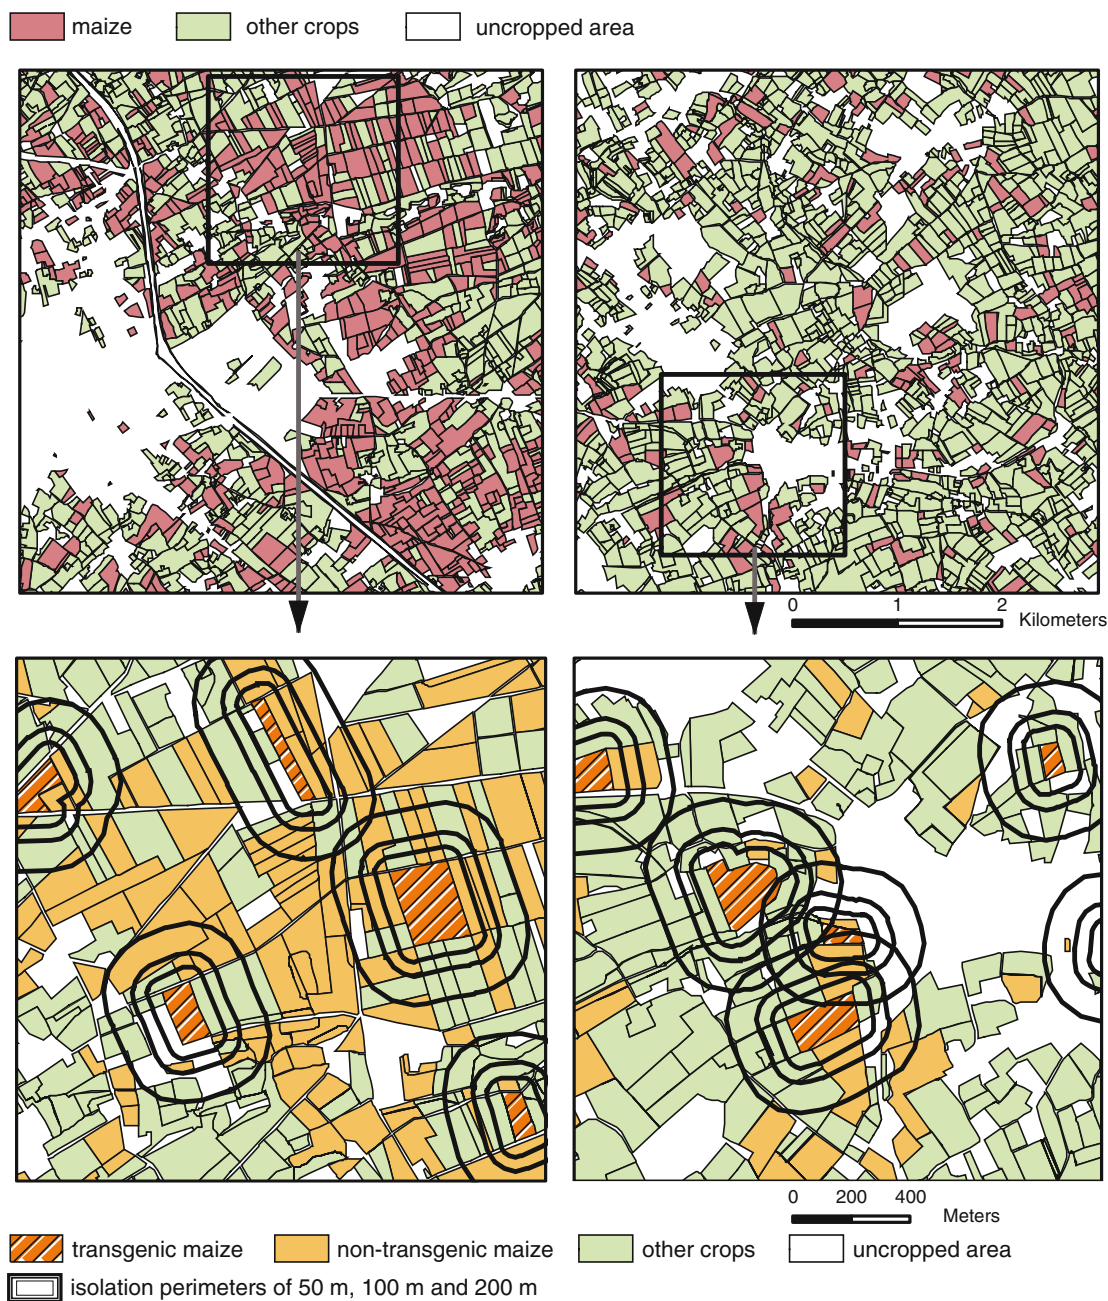 maize other crops uncropped area
0 1 2
Kilometers
0 200 400
Meters
transgenic maize non-transgenic maize other crops uncropped area
isolation perimeters of 50 m, 100 m and 200 m